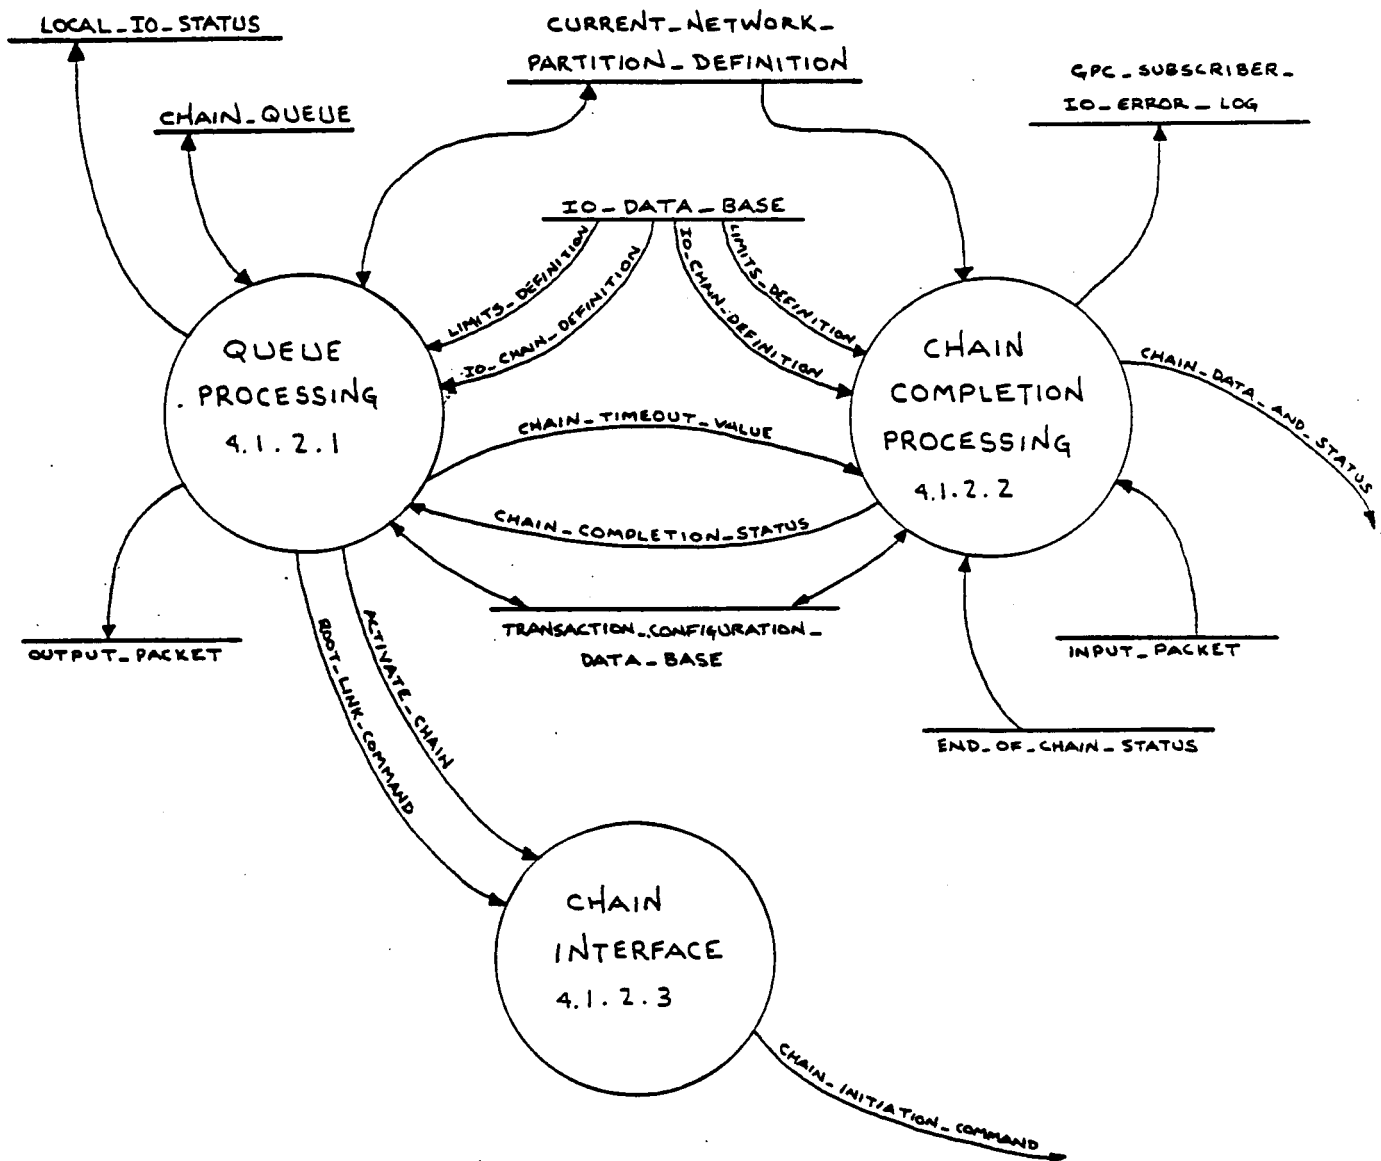 LOCAL_IO_STATUS
CURRENT_NETWORK_
PARTITION_DEFINITION
GPC_SUBSCRIBER_
IO_ERROR_LOG
CHAIN_QUEUE
IO_DATA_BASE
LIMITS_DEFINITION
IO_CHAIN_DEFINITION
IO_CHAIN_DEFINITION
LIMITS_DEFINITION
QUEUE
PROCESSING
4.1.2.1
CHAIN
COMPLETION
PROCESSING
4.1.2.2
CHAIN_DATA_AND_STATUS
CHAIN_TIMEOUT_VALUE
CHAIN_COMPLETION_STATUS
TRANSACTION_CONFIGURATION_
DATA_BASE
OUTPUT_PACKET
INPUT_PACKET
END_OF_CHAIN_STATUS
ROOT_LINK_COMMAND
ACTIVATE_CHAIN
CHAIN
INTERFACE
4.1.2.3
CHAIN_INITIATION_COMMAND